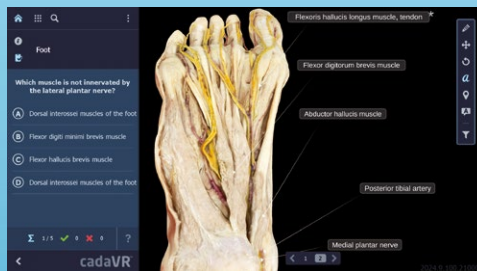 Foot
Which muscle is not innervated by
the lateral plantar nerve?
A Dorsal interossei muscles of the foot
B Flexor digiti minimi brevis muscle
C Flexor hallucis brevis muscle
D Dorsal interossei muscles of the foot
Σ 1/5 0 0 ?
cadaVR
Flexoris hallucis longus muscle, tendon *
Flexor digitorum brevis muscle
Abductor hallucis muscle
Posterior tibial artery
Medial plantar nerve
1 2
a
A